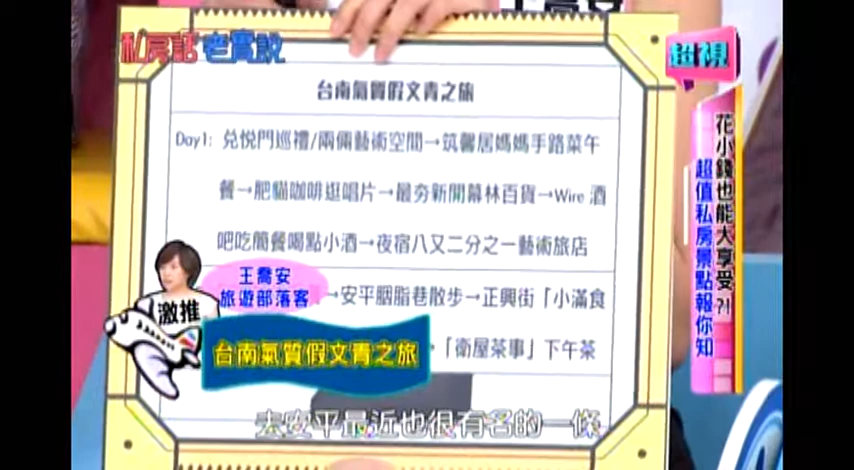 私房話老實說
超視
台南氣質假文青之旅
Day1: 兌悅門巡禮/兩倆藝術空間→筑馨居媽媽手路菜午
餐→肥貓咖啡逛唱片→最夯新開幕林百貨→Wire 酒
吧吃簡餐喝點小酒→夜宿八又二分之一藝術旅店
→安平胭脂巷散步→正興街「小滿食
→「衛屋茶事」下午茶
花小錢也能大享受?!
超值私房景點報你知
王喬安
旅遊部落客
激推
台南氣質假文青之旅
去安平最近也很有名的一條